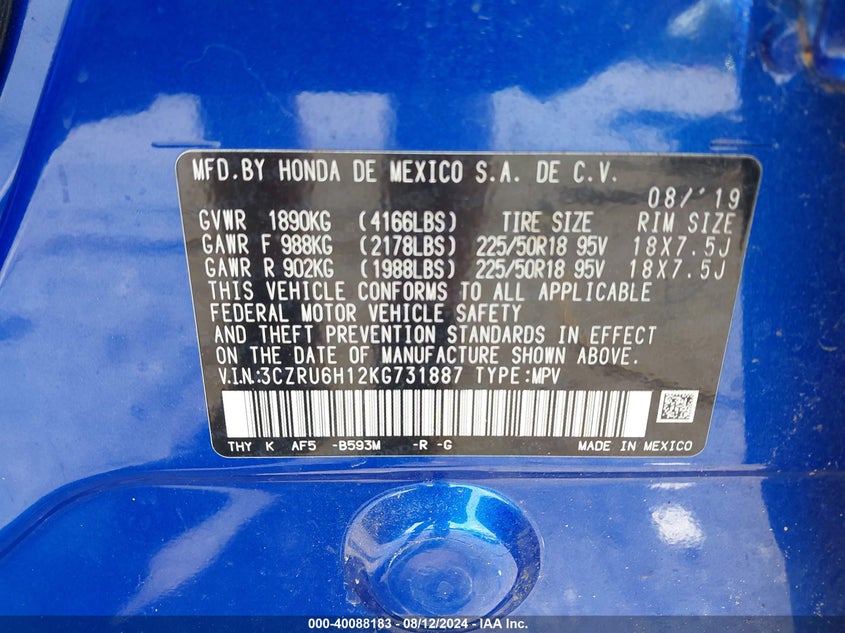 MFD.BY HONDA DE MEXICO S.A. DE C.V.
08/'19
GVWR 1890KG (4166LBS) TIRE SIZE RIM SIZE
GAWR F 988KG (2178LBS) 225/50R18 95V 18X7.5J
GAWR R 902KG (1988LBS) 225/50R18 95V 18X7.5J
THIS VEHICLE CONFORMS TO ALL APPLICABLE
FEDERAL MOTOR VEHICLE SAFETY
AND THEFT PREVENTION STANDARDS IN EFFECT
ON THE DATE OF MANUFACTURE SHOWN ABOVE.
V.I.N:3CZRU6H12KG731887 TYPE:MPV
THY K AF5 -B593M -R -G MADE IN MEXICO
000-40088183 - 08/12/2024 - IAA Inc.